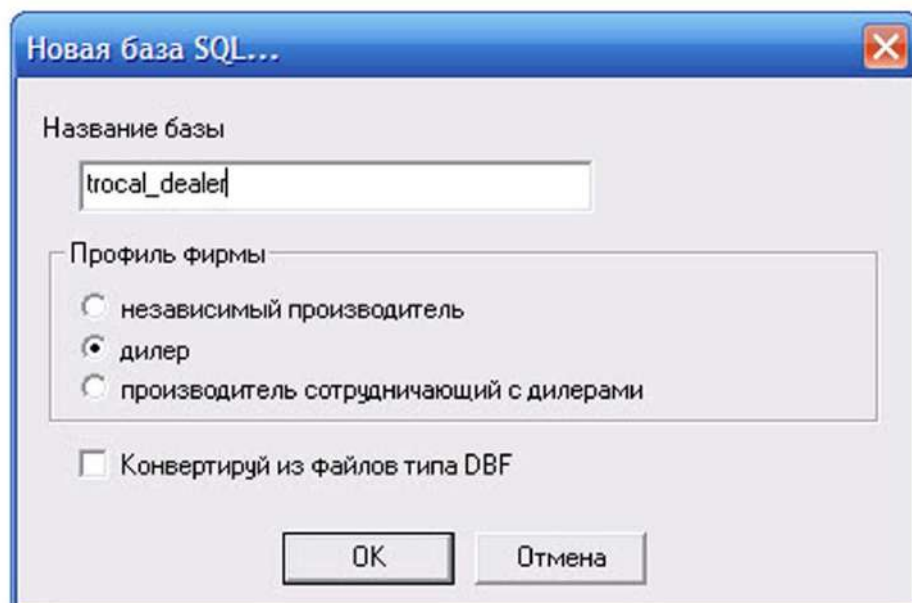 Новая база SQL...
Название базы
trocal_dealer
Профиль фирмы
независимый производитель
дилер
производитель сотрудничающий с дилерами
Конвертируй из файлов типа DBF
OK
Отмена